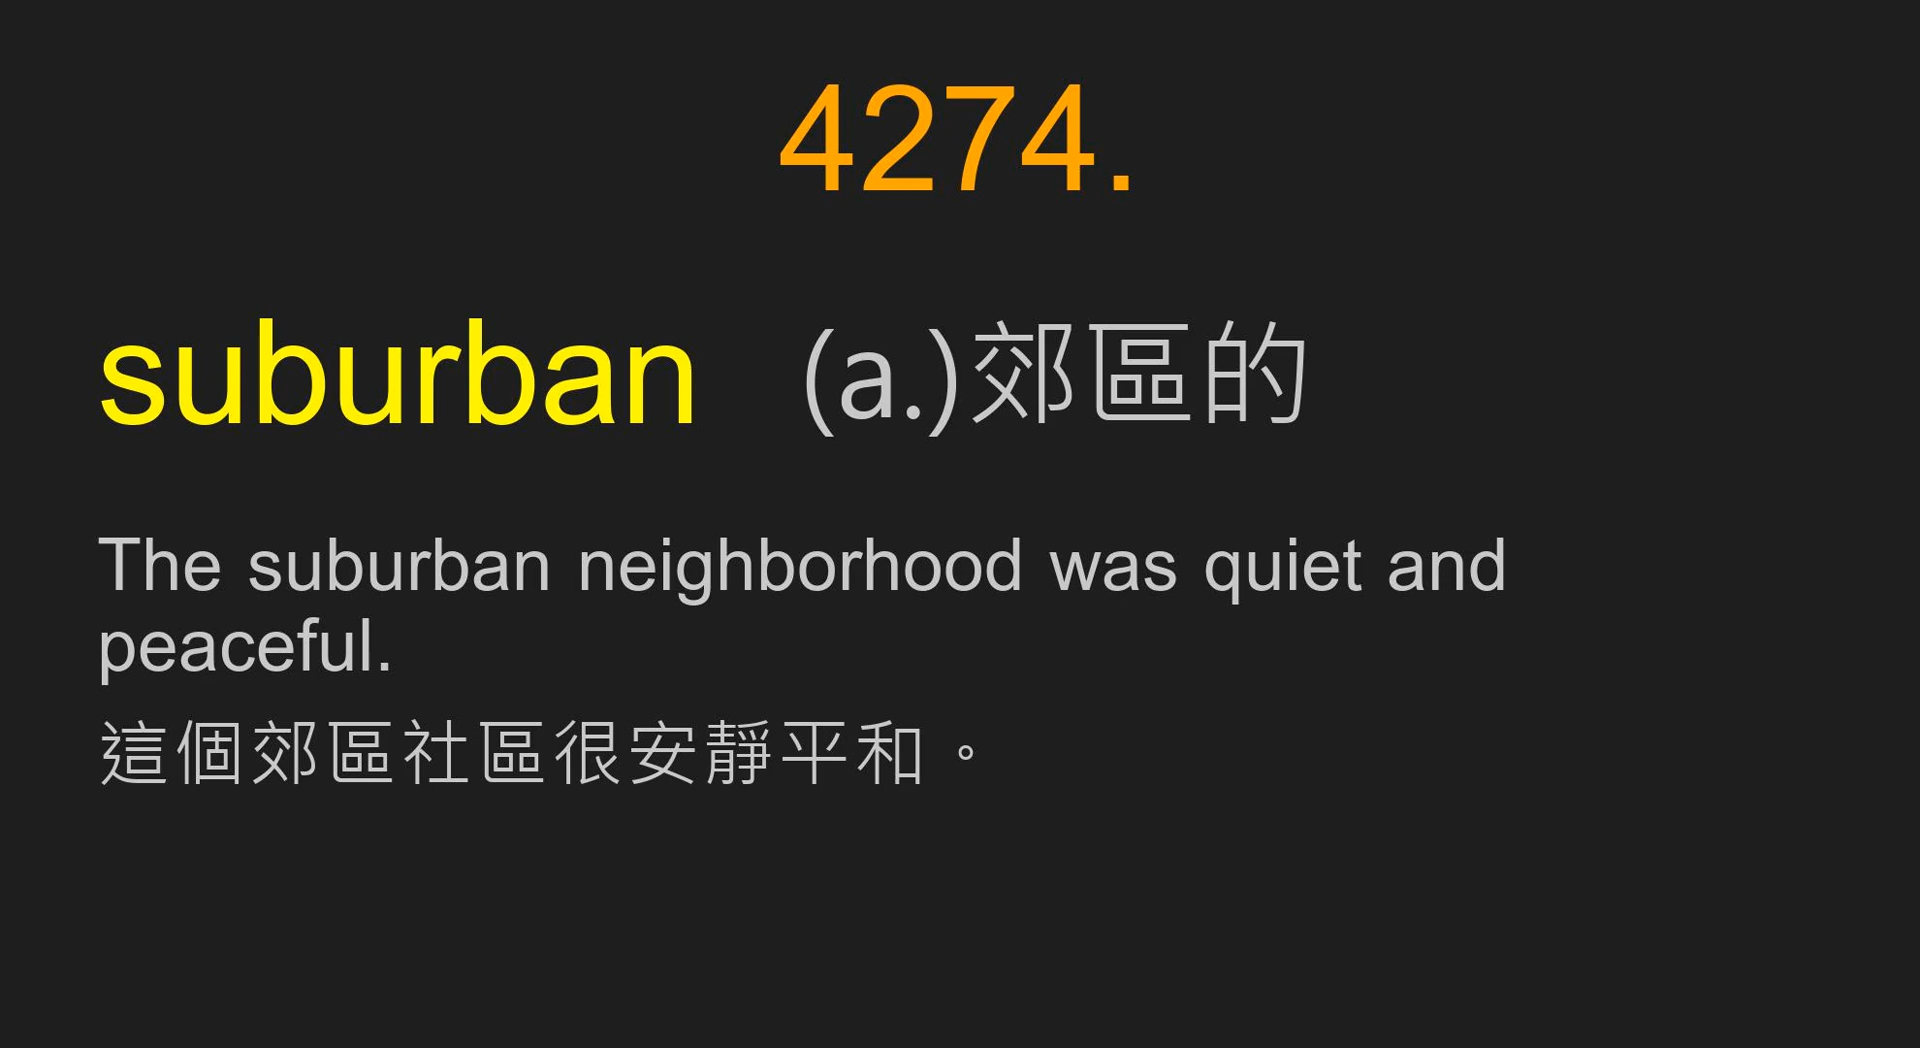 4274.
suburban (a.)郊區的
The suburban neighborhood was quiet and
peaceful.
這個郊區社區很安靜平和。